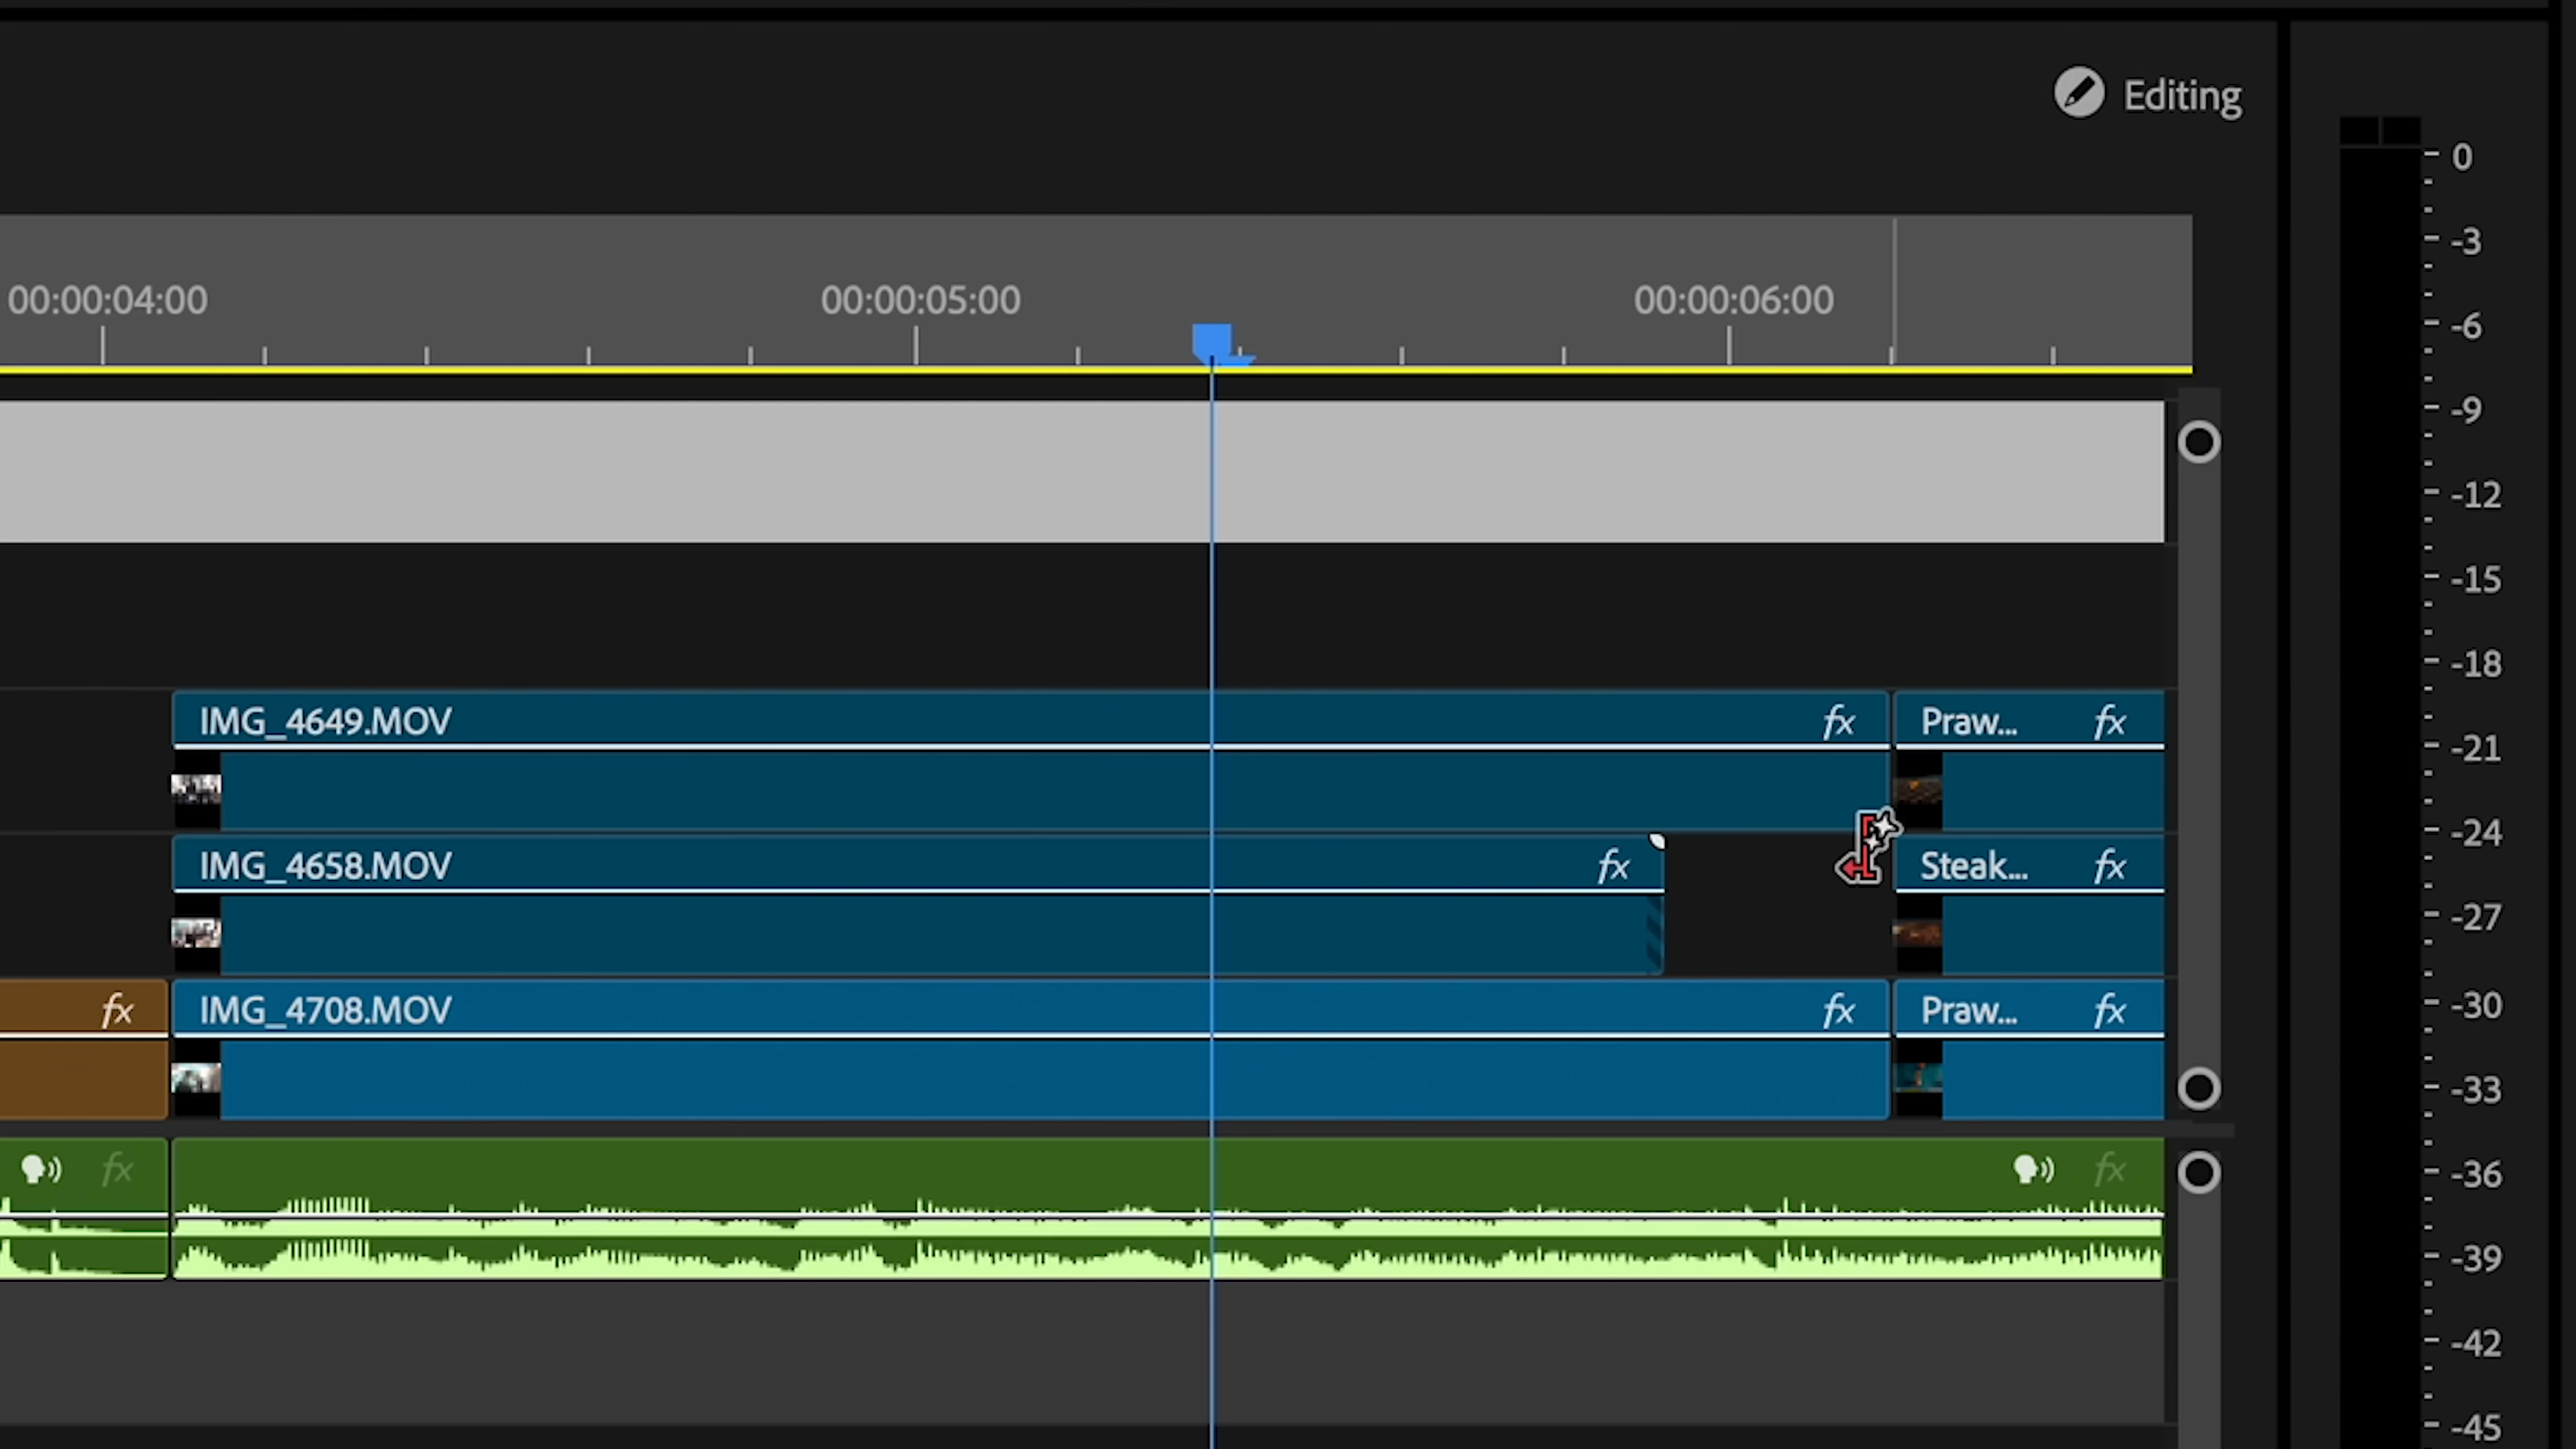 Editing
00:00:04:00 00:00:05:00 00:00:06:00
IMG_4649.MOV fx Praw... fx
IMG_4658.MOV fx Steak... fx
fx IMG_4708.MOV fx Praw... fx
fx fx
0
-3
-6
-9
-12
-15
-18
-21
-24
-27
-30
-33
-36
-39
-42
-45